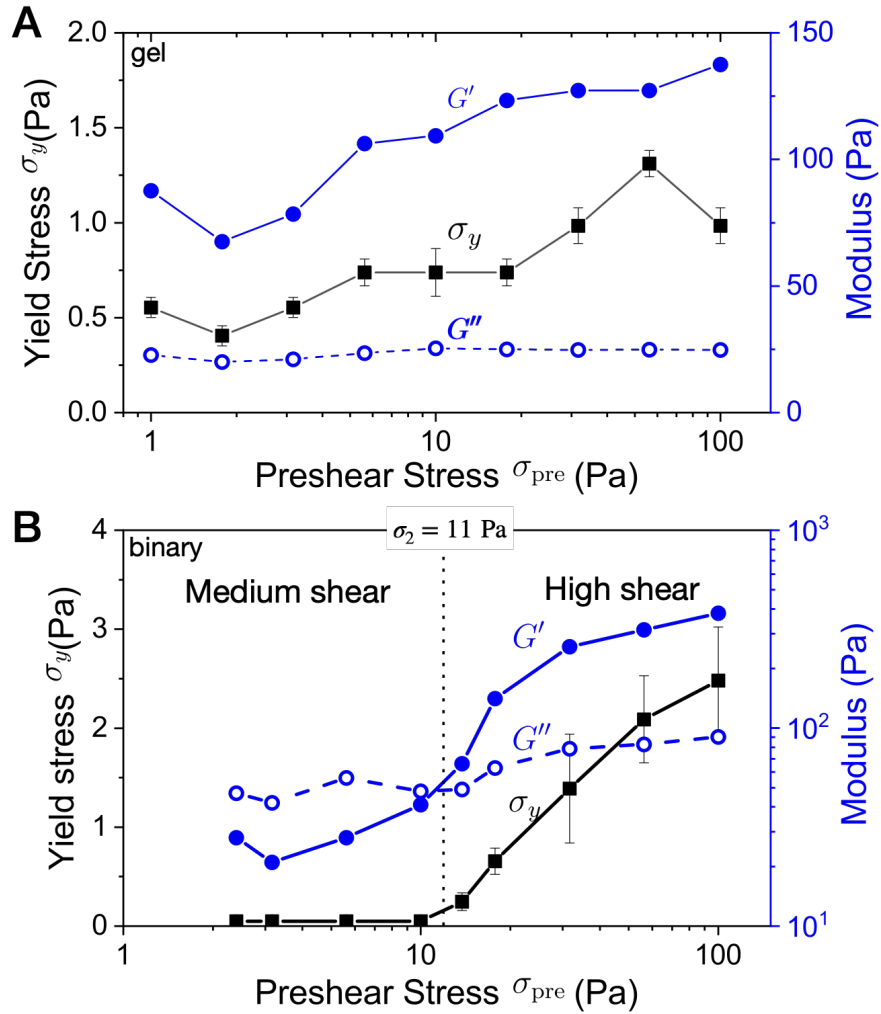 A
gel
2.0
1.5
1.0
0.5
0.0
Yield Stress σy(Pa)
G′
σy
G″
150
100
50
0
Modulus (Pa)
1
10
100
Preshear Stress σpre (Pa)
B
binary
σ2 = 11 Pa
Medium shear
High shear
4
3
2
1
0
Yield stress σy(Pa)
G′
G″
σy
10³
10²
10¹
Modulus (Pa)
1
10
100
Preshear Stress σpre (Pa)